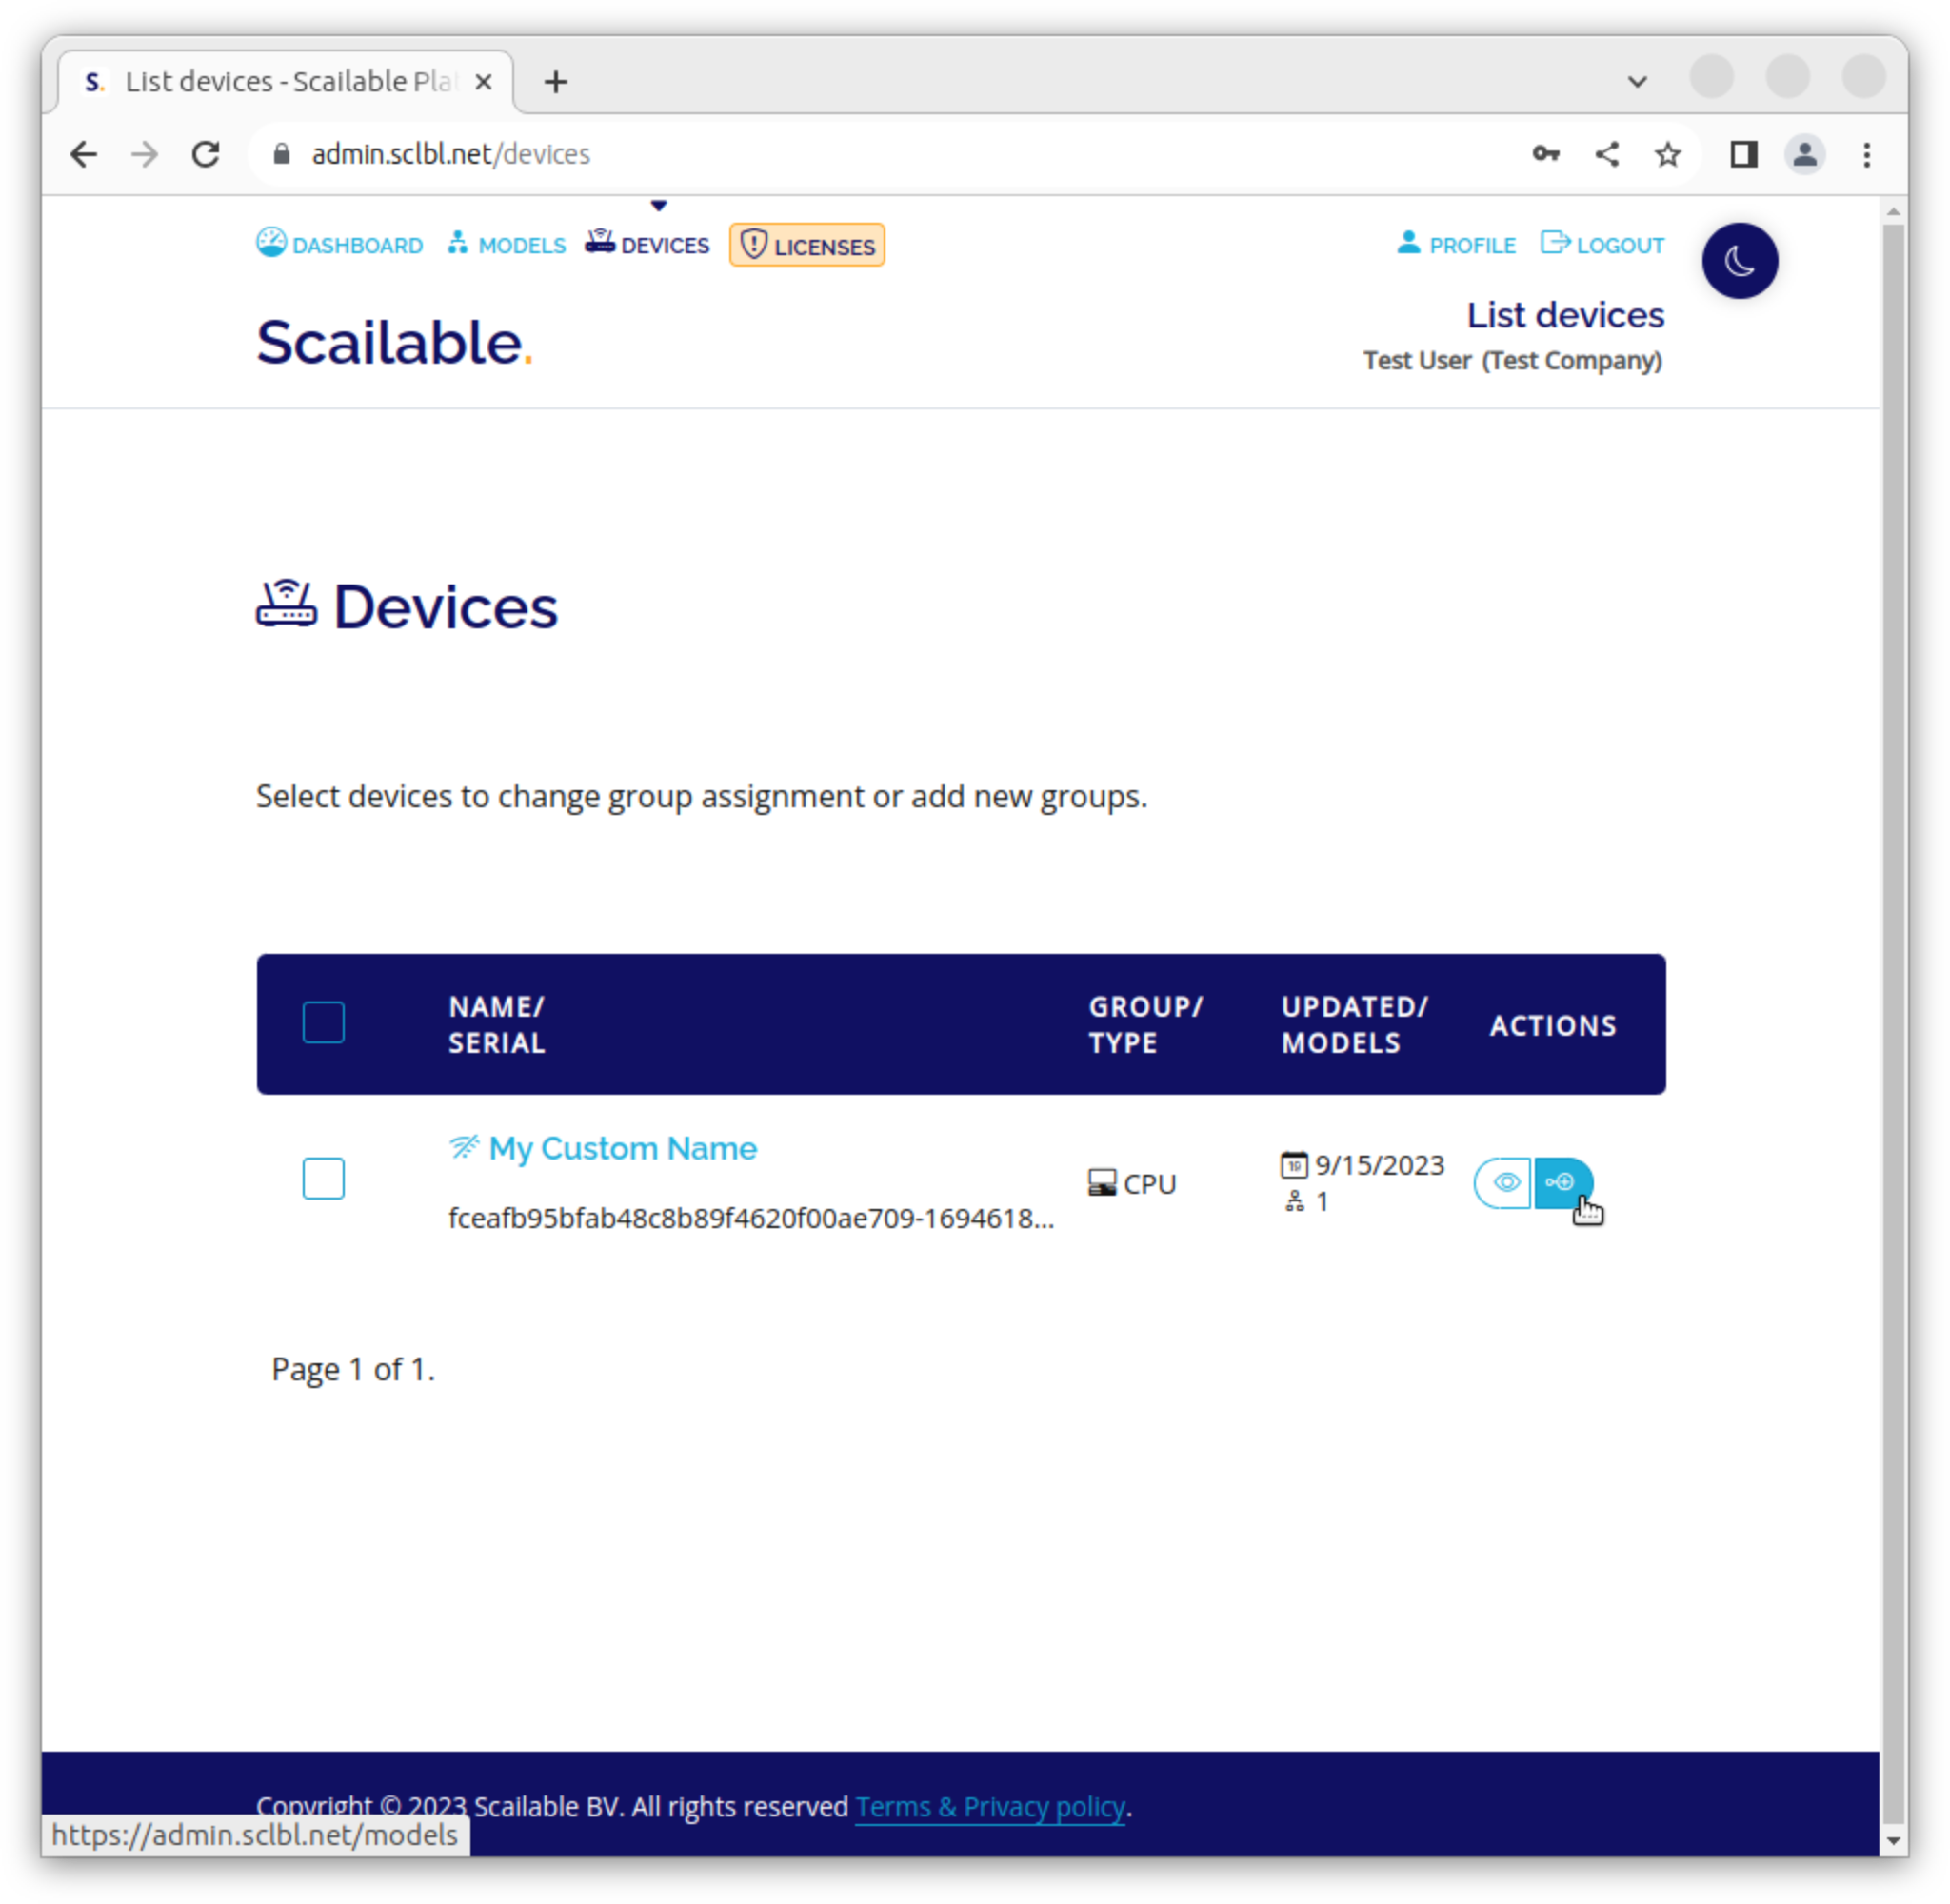 S. List devices - Scailable Plat
admin.sclbl.net/devices
DASHBOARD MODELS DEVICES LICENSES PROFILE LOGOUT
Scailable.
List devices
Test User (Test Company)
Devices
Select devices to change group assignment or add new groups.
NAME/ GROUP/ UPDATED/ ACTIONS
SERIAL TYPE MODELS
My Custom Name
fceafb95bfab48c8b89f4620f00ae709-1694618...
CPU
19 9/15/2023
1
Page 1 of 1.
Copyright © 2023 Scailable BV. All rights reserved Terms & Privacy policy.
https://admin.sclbl.net/models